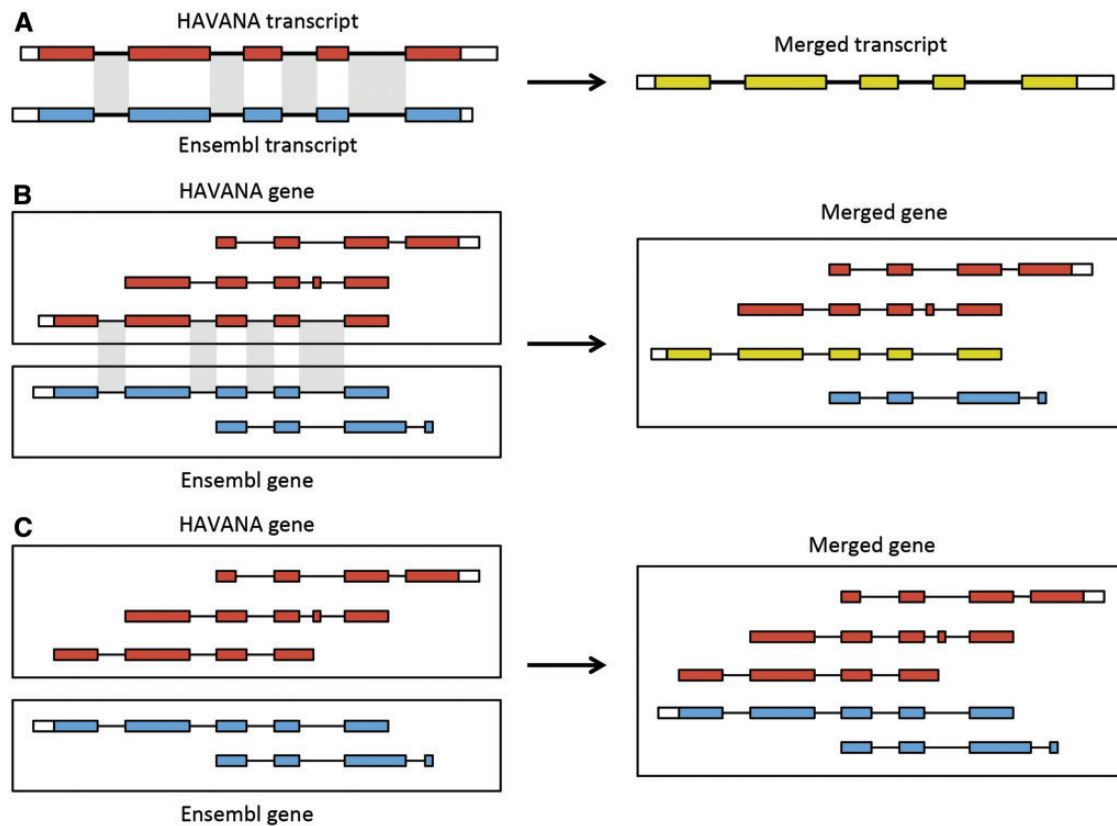 A
HAVANA transcript
Merged transcript
Ensembl transcript
B
HAVANA gene
Merged gene
Ensembl gene
C
HAVANA gene
Merged gene
Ensembl gene